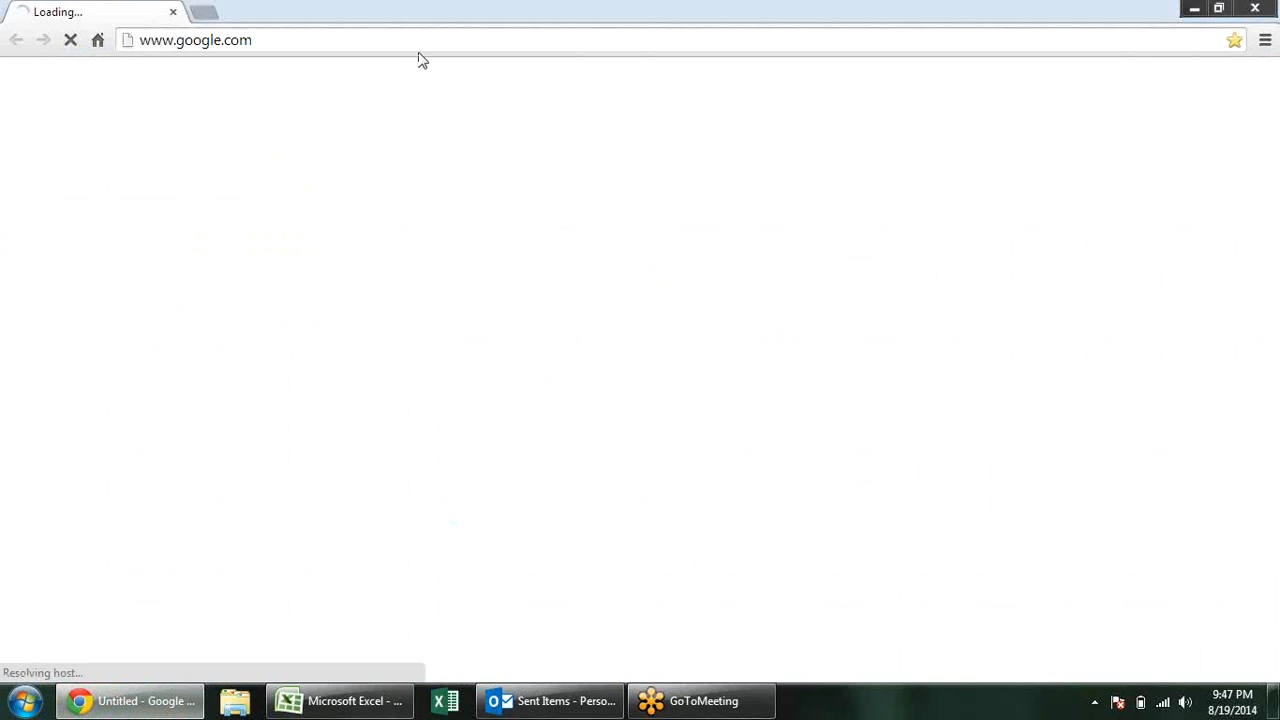 Loading...
www.google.com
Resolving host...
Untitled - Google ...
Microsoft Excel - ...
Sent Items - Perso...
GoToMeeting
9:47 PM
8/19/2014